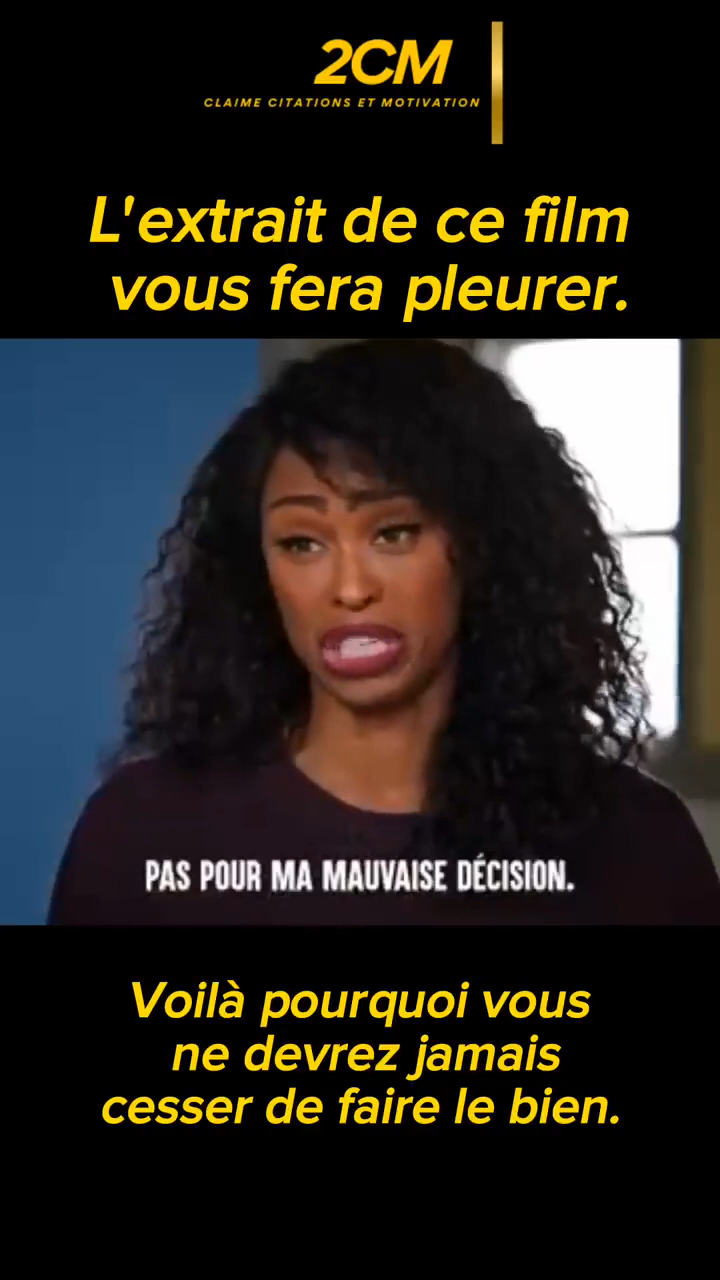 2CM
CLAIME CITATIONS ET MOTIVATION
L'extrait de ce film
vous fera pleurer.
PAS POUR MA MAUVAISE DÉCISION.
Voilà pourquoi vous
ne devrez jamais
cesser de faire le bien.